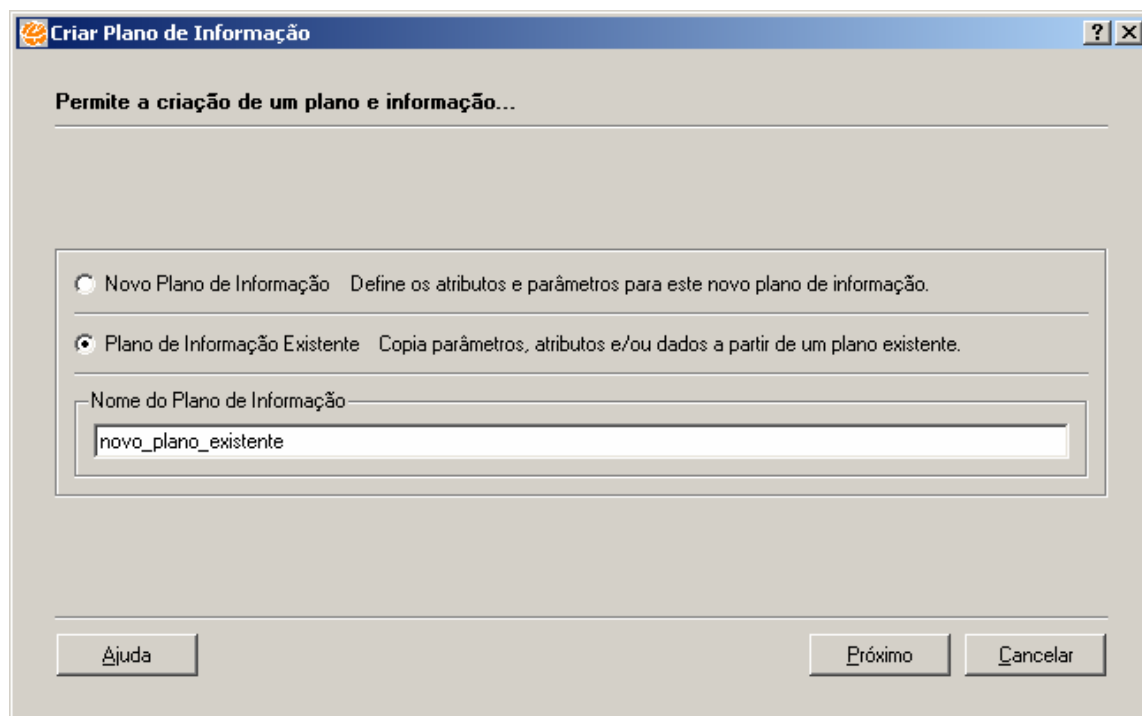 Criar Plano de Informação
Permite a criação de um plano e informação...
Novo Plano de Informação Define os atributos e parâmetros para este novo plano de informação.
Plano de Informação Existente Copia parâmetros, atributos e/ou dados a partir de um plano existente.
Nome do Plano de Informação
novo_plano_existente
Ajuda Próximo Cancelar